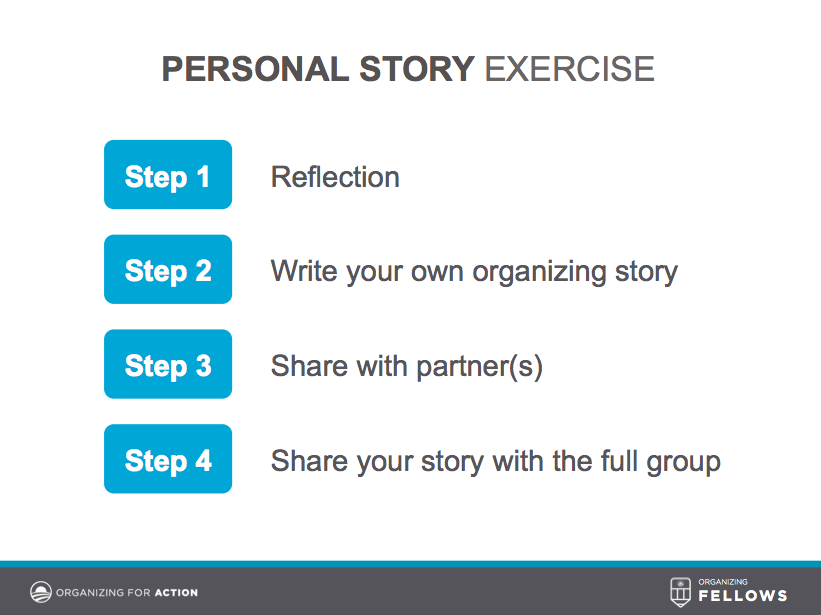 PERSONAL STORY EXERCISE
Step 1 Reflection
Step 2 Write your own organizing story
Step 3 Share with partner(s)
Step 4 Share your story with the full group
ORGANIZING FOR ACTION
ORGANIZING
FELLOWS